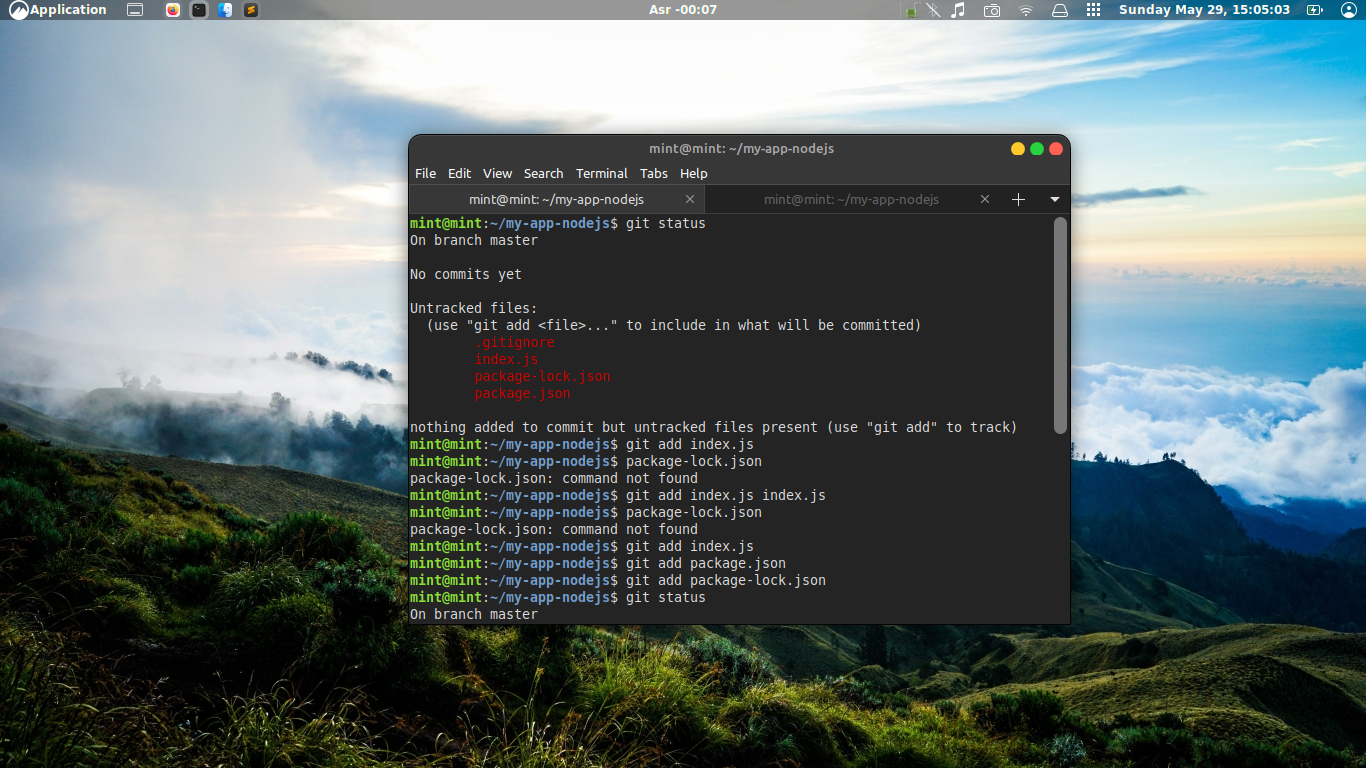 Application
Asr -00:07
Sunday May 29, 15:05:03
mint@mint: ~/my-app-nodejs
File Edit View Search Terminal Tabs Help
mint@mint: ~/my-app-nodejs
mint@mint: ~/my-app-nodejs
mint@mint:~/my-app-nodejs$ git status
On branch master
No commits yet
Untracked files:
  (use "git add <file>..." to include in what will be committed)
        .gitignore
        index.js
        package-lock.json
        package.json
nothing added to commit but untracked files present (use "git add" to track)
mint@mint:~/my-app-nodejs$ git add index.js
mint@mint:~/my-app-nodejs$ package-lock.json
package-lock.json: command not found
mint@mint:~/my-app-nodejs$ git add index.js index.js
mint@mint:~/my-app-nodejs$ package-lock.json
package-lock.json: command not found
mint@mint:~/my-app-nodejs$ git add index.js
mint@mint:~/my-app-nodejs$ git add package.json
mint@mint:~/my-app-nodejs$ git add package-lock.json
mint@mint:~/my-app-nodejs$ git status
On branch master